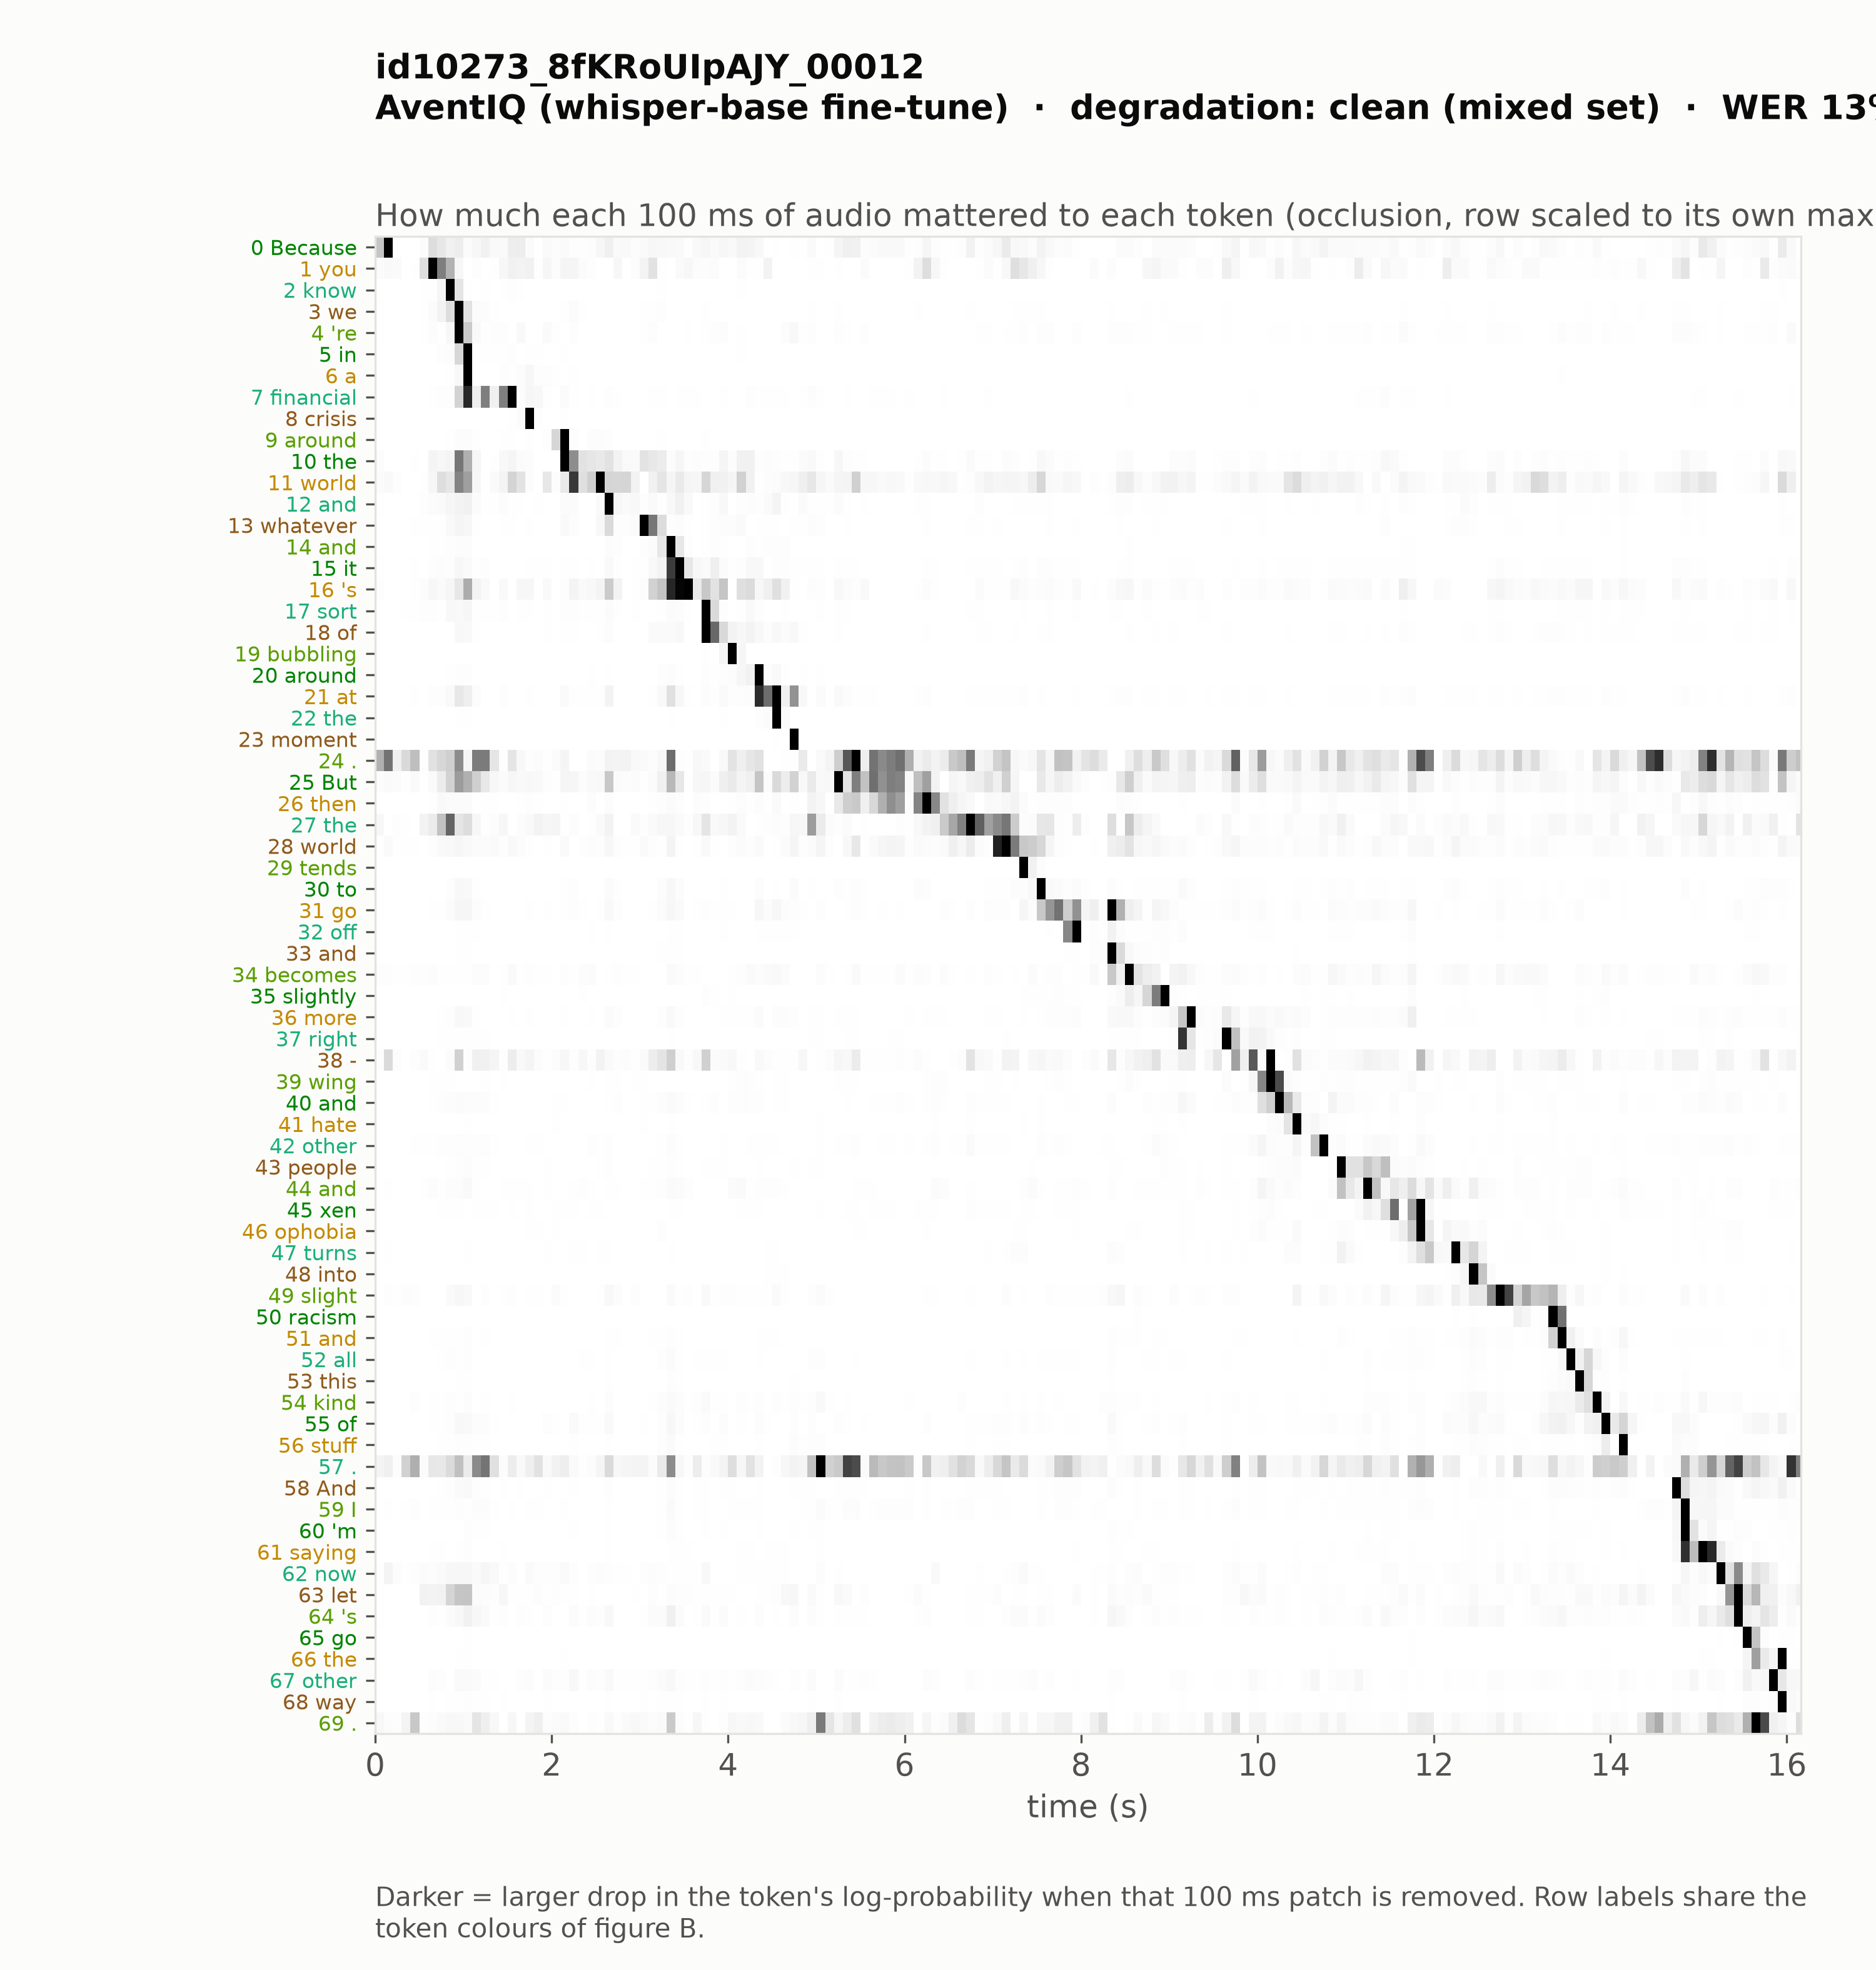 id10273_8fKRoUIpAJY_00012
AventIQ (whisper-base fine-tune) · degradation: clean (mixed set) · WER 13%
How much each 100 ms of audio mattered to each token (occlusion, row scaled to its own max
0 Because
1 you
2 know
3 we
4 're
5 in
6 a
7 financial
8 crisis
9 around
10 the
11 world
12 and
13 whatever
14 and
15 it
16 's
17 sort
18 of
19 bubbling
20 around
21 at
22 the
23 moment
24 .
25 But
26 then
27 the
28 world
29 tends
30 to
31 go
32 off
33 and
34 becomes
35 slightly
36 more
37 right
38 -
39 wing
40 and
41 hate
42 other
43 people
44 and
45 xen
46 ophobia
47 turns
48 into
49 slight
50 racism
51 and
52 all
53 this
54 kind
55 of
56 stuff
57 .
58 And
59 I
60 'm
61 saying
62 now
63 let
64 's
65 go
66 the
67 other
68 way
69 .
0 2 4 6 8 10 12 14 16
time (s)
Darker = larger drop in the token's log-probability when that 100 ms patch is removed. Row labels share the
token colours of figure B.